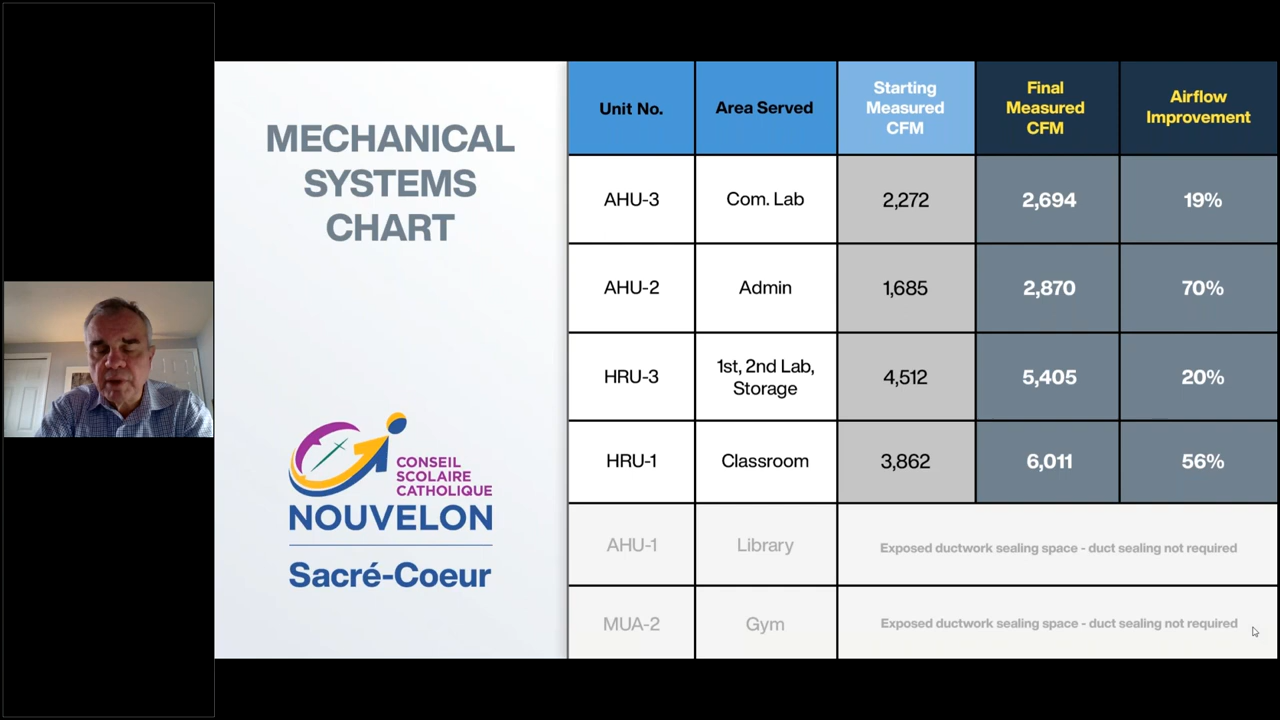 MECHANICAL
SYSTEMS
CHART
CONSEIL
SCOLAIRE
CATHOLIQUE
NOUVELON
Sacré-Coeur
Unit No.
Area Served
Starting
Measured
CFM
Final
Measured
CFM
Airflow
Improvement
AHU-3
Com. Lab
2,272
2,694
19%
AHU-2
Admin
1,685
2,870
70%
HRU-3
1st, 2nd Lab,
Storage
4,512
5,405
20%
HRU-1
Classroom
3,862
6,011
56%
AHU-1
Library
Exposed ductwork sealing space - duct sealing not required
MUA-2
Gym
Exposed ductwork sealing space - duct sealing not required